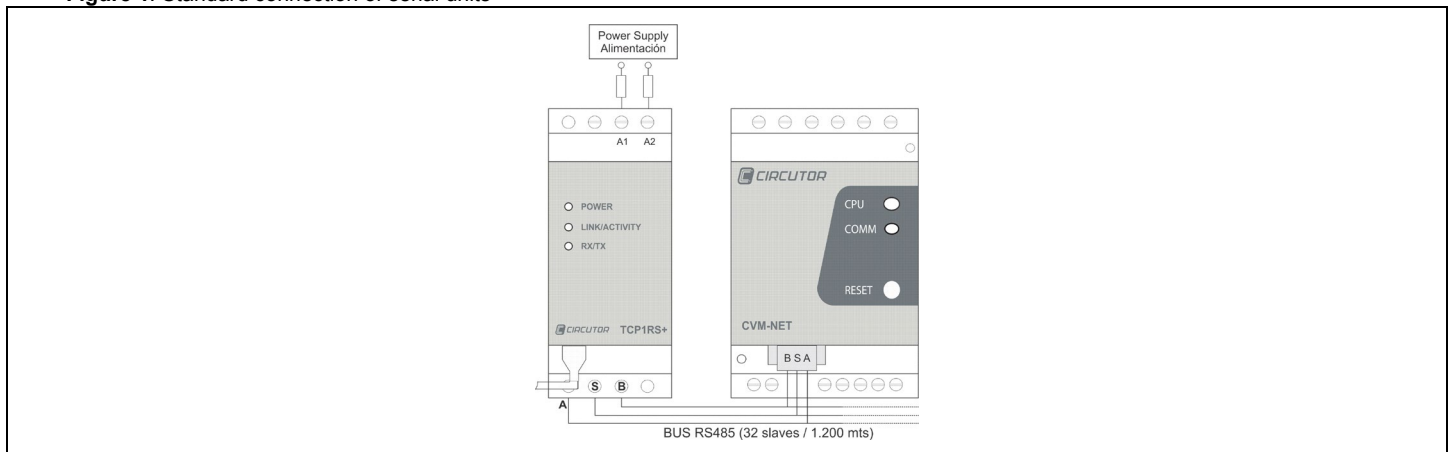 Power Supply
Alimentación
A1 A2
POWER
LINK/ACTIVITY
RX/TX
CIRCUTOR TCP1RS+
S B
A
CIRCUTOR
CPU
COMM
RESET
CVM-NET
B S A
BUS RS485 (32 slaves / 1.200 mts)